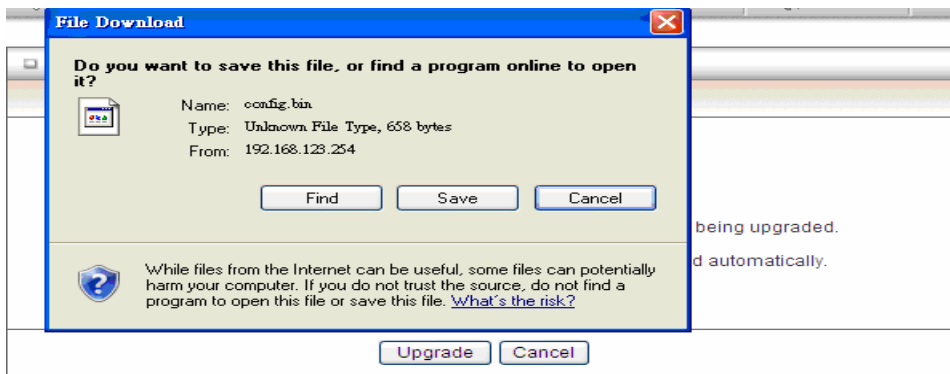 File Download
Do you want to save this file, or find a program online to open
it?
Name: config.bin
Type: Unknown File Type, 658 bytes
From: 192.168.123.254
Find Save Cancel
being upgraded.
d automatically.
While files from the Internet can be useful, some files can potentially
harm your computer. If you do not trust the source, do not find a
program to open this file or save this file. What's the risk?
Upgrade Cancel